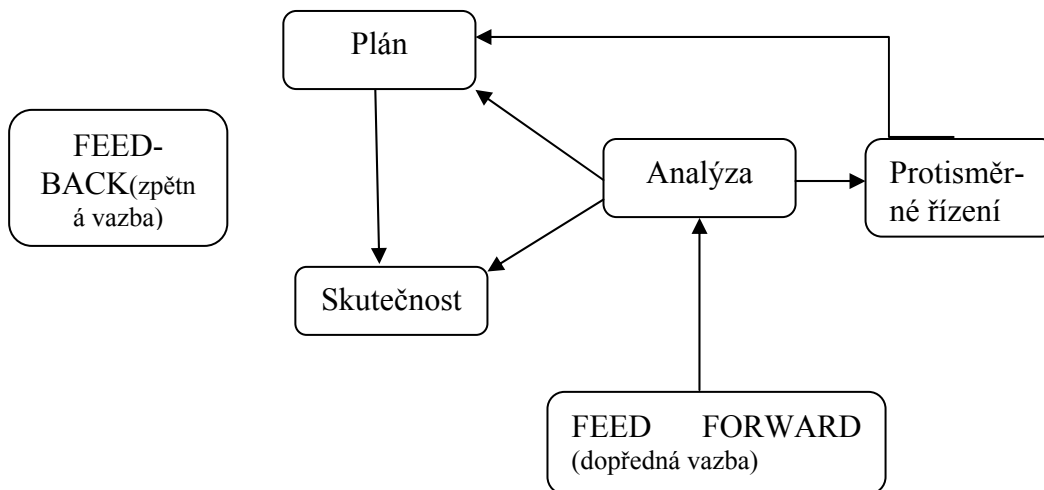 Plán
FEED-
BACK(zpětn
á vazba)
Analýza
Protisměr-
né řízení
Skutečnost
FEED FORWARD
(dopředná vazba)